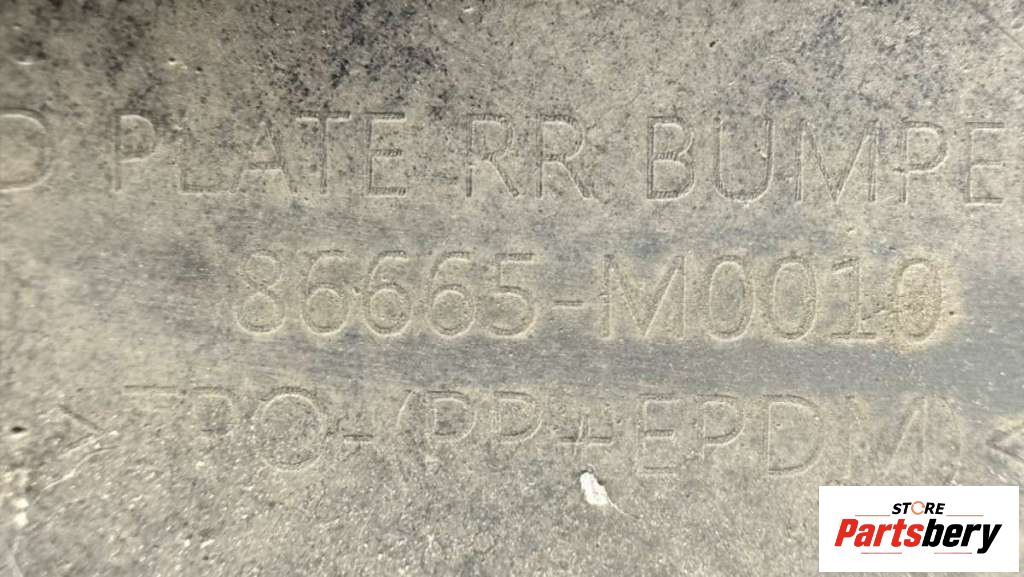 D PLATE-RR BUMPE
86665-M0010
>TPO-(PP+EPDM)<
STORE
Partsbery